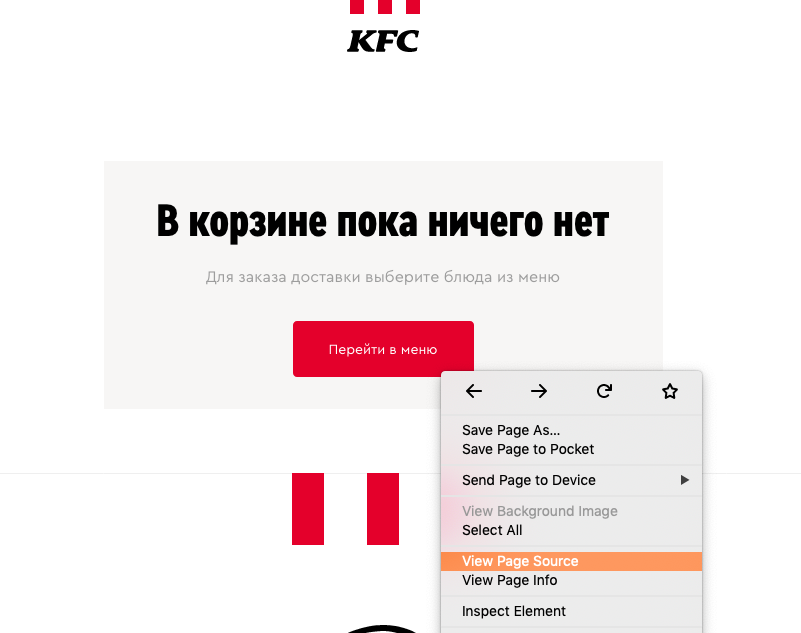 KFC
В корзине пока ничего нет
Для заказа доставки выберите блюда из меню
Перейти в меню
Save Page As...
Save Page to Pocket
Send Page to Device
View Background Image
Select All
View Page Source
View Page Info
Inspect Element